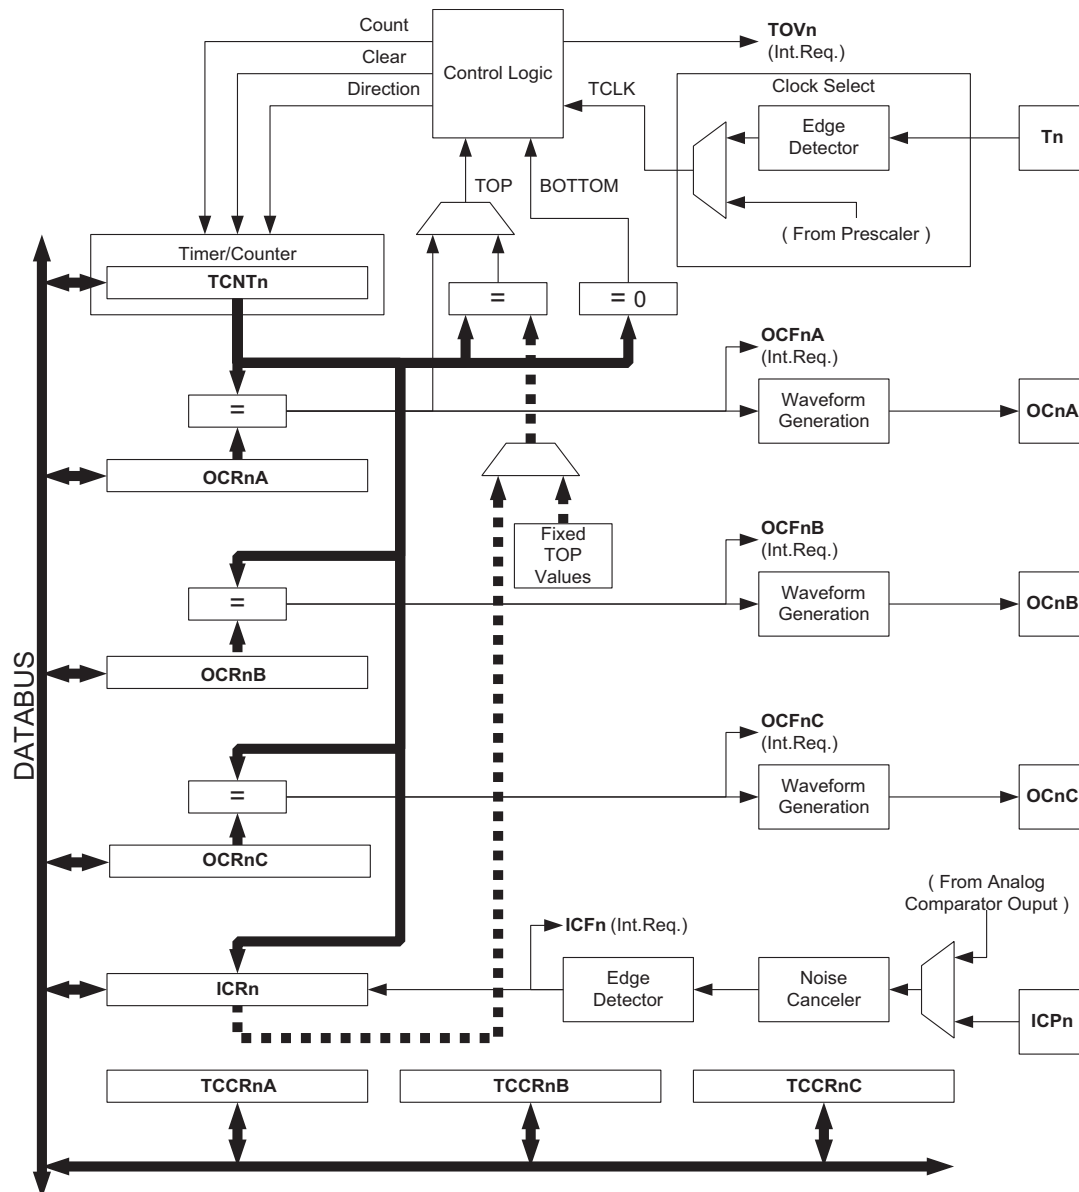 Count
TOVn
(Int.Req.)
Clear
Control Logic
Direction
TCLK
Clock Select
Edge
Detector
Tn
TOP
BOTTOM
( From Prescaler )
Timer/Counter
TCNTn
=
= 0
OCFnA
(Int.Req.)
=
Waveform
Generation
OCnA
OCRnA
Fixed
TOP
Values
OCFnB
(Int.Req.)
=
Waveform
Generation
OCnB
OCRnB
DATABUS
OCFnC
(Int.Req.)
=
Waveform
Generation
OCnC
OCRnC
( From Analog
Comparator Ouput )
ICFn (Int.Req.)
ICRn
Edge
Detector
Noise
Canceler
ICPn
TCCRnA
TCCRnB
TCCRnC